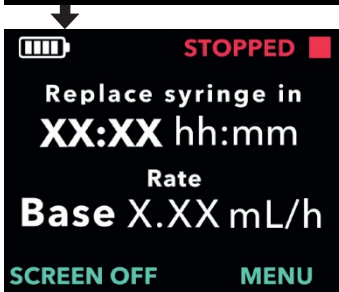 STOPPED
Replace syringe in
XX:XX hh:mm
Rate
Base X.XX mL/h
SCREEN OFF MENU